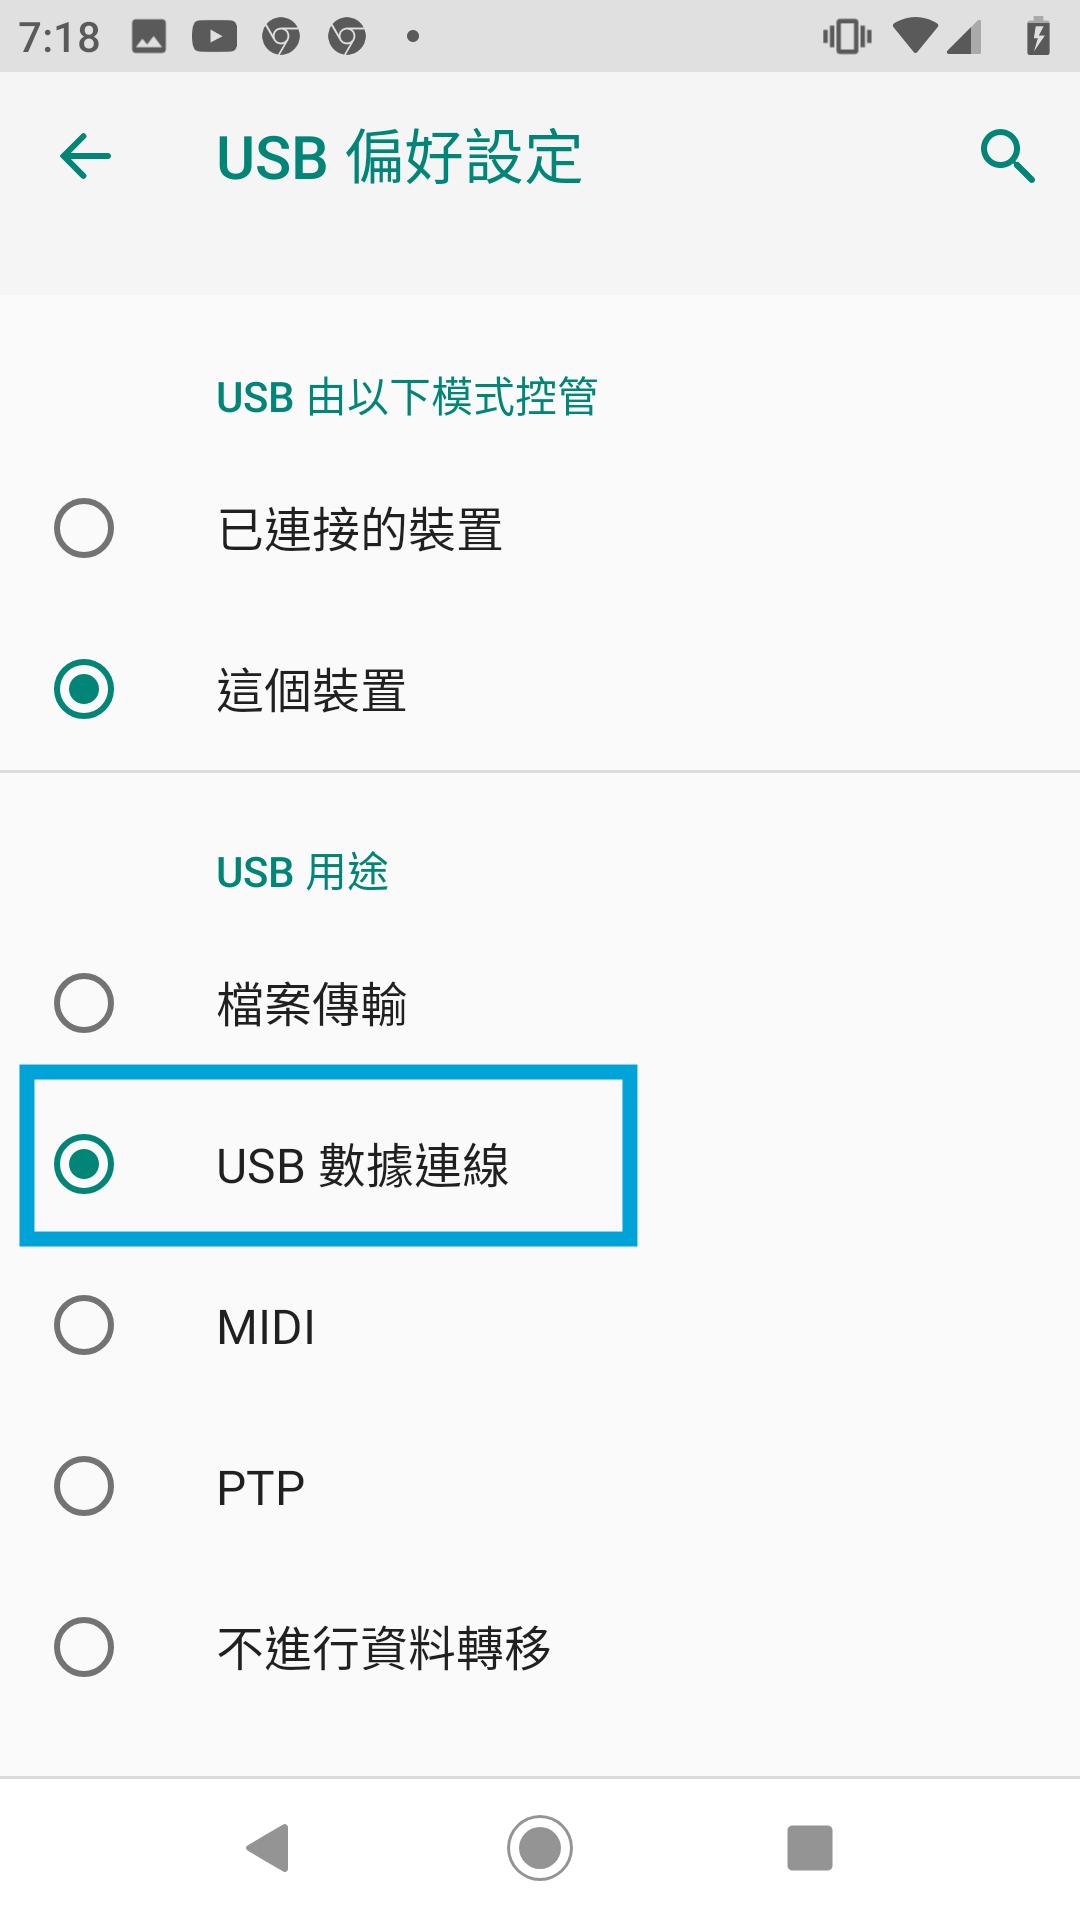 7:18
USB 偏好設定
USB 由以下模式控管
已連接的裝置
這個裝置
USB 用途
檔案傳輸
USB 數據連線
MIDI
PTP
不進行資料轉移